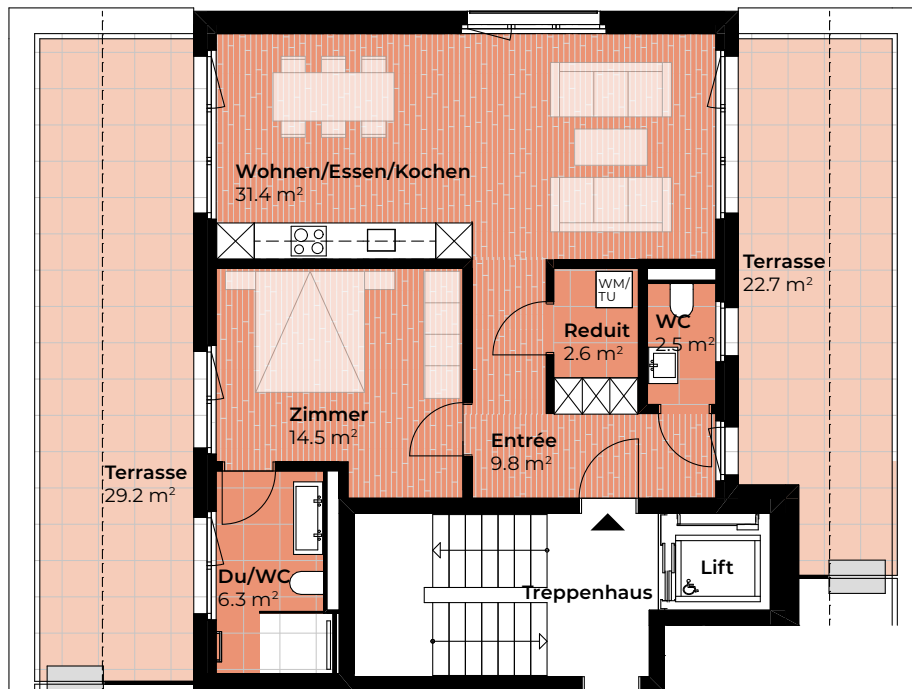 Wohnen/Essen/Kochen
31.4 m²
Terrasse
22.7 m²
WM/
TU
Reduit
2.6 m²
WC
2.5 m²
Zimmer
14.5 m²
Entrée
9.8 m²
Terrasse
29.2 m²
Du/WC
6.3 m²
Treppenhaus
Lift